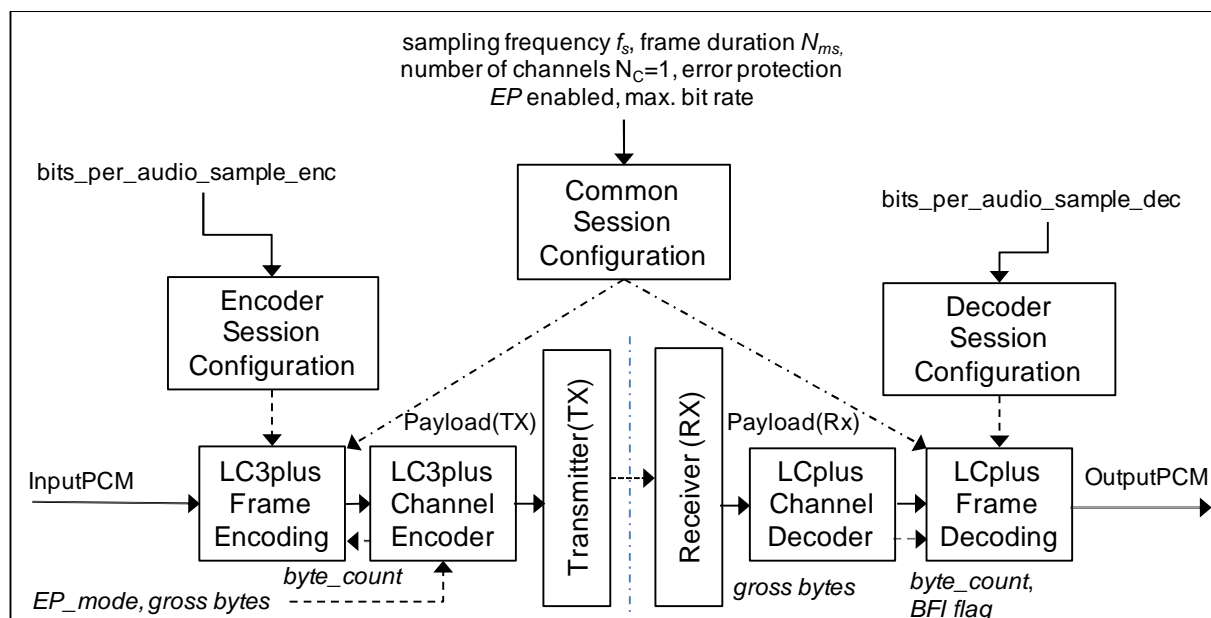 sampling frequency fs, frame duration Nms,
number of channels NC=1, error protection
EP enabled, max. bit rate
bits_per_audio_sample_enc
Common
Session
Configuration
bits_per_audio_sample_dec
Encoder
Session
Configuration
Decoder
Session
Configuration
Payload(TX)
Transmitter(TX)
Receiver (RX)
Payload(Rx)
InputPCM
LC3plus
Frame
Encoding
LC3plus
Channel
Encoder
LCplus
Channel
Decoder
LCplus
Frame
Decoding
OutputPCM
byte_count
EP_mode, gross bytes
gross bytes
byte_count,
BFI flag